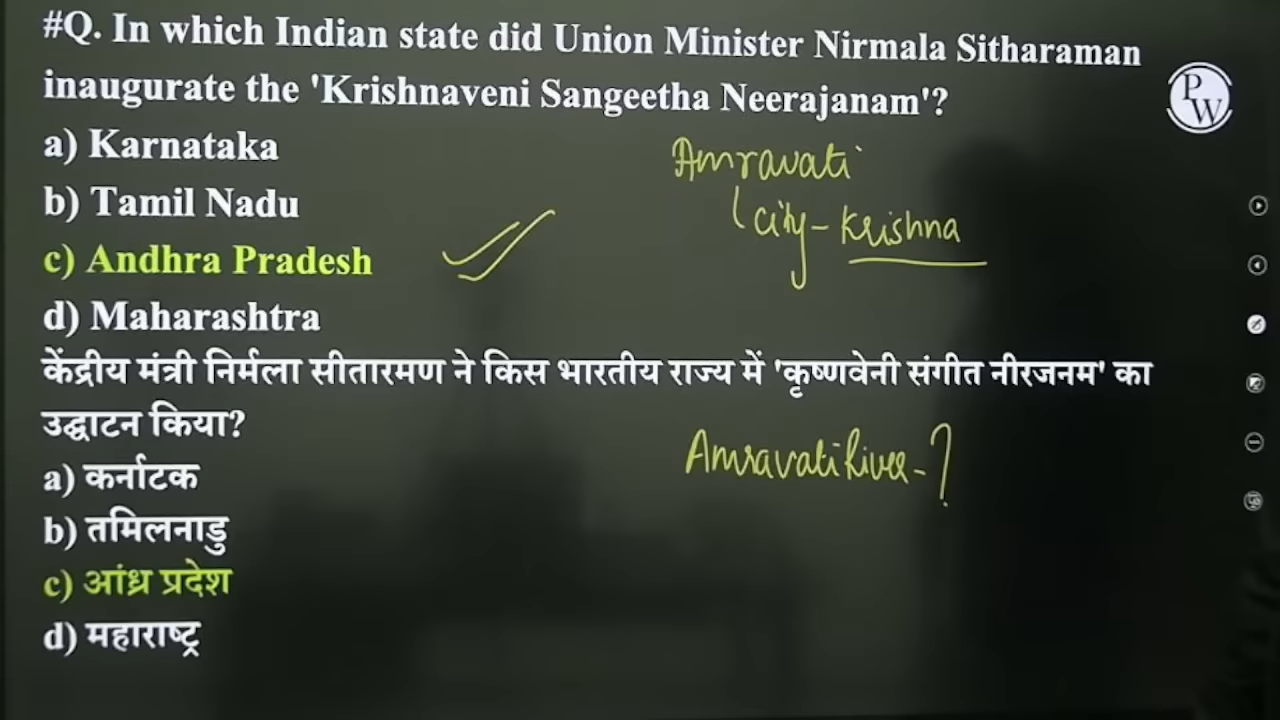 #Q. In which Indian state did Union Minister Nirmala Sitharaman
inaugurate the 'Krishnaveni Sangeetha Neerajanam'?
PW
a) Karnataka
b) Tamil Nadu
c) Andhra Pradesh
d) Maharashtra
Amravati
city - Krishna
केंद्रीय मंत्री निर्मला सीतारमण ने किस भारतीय राज्य में 'कृष्णवेनी संगीत नीरजनम' का
उद्घाटन किया?
a) कर्नाटक
b) तमिलनाडु
c) आंध्र प्रदेश
d) महाराष्ट्र
Amravati River - ?